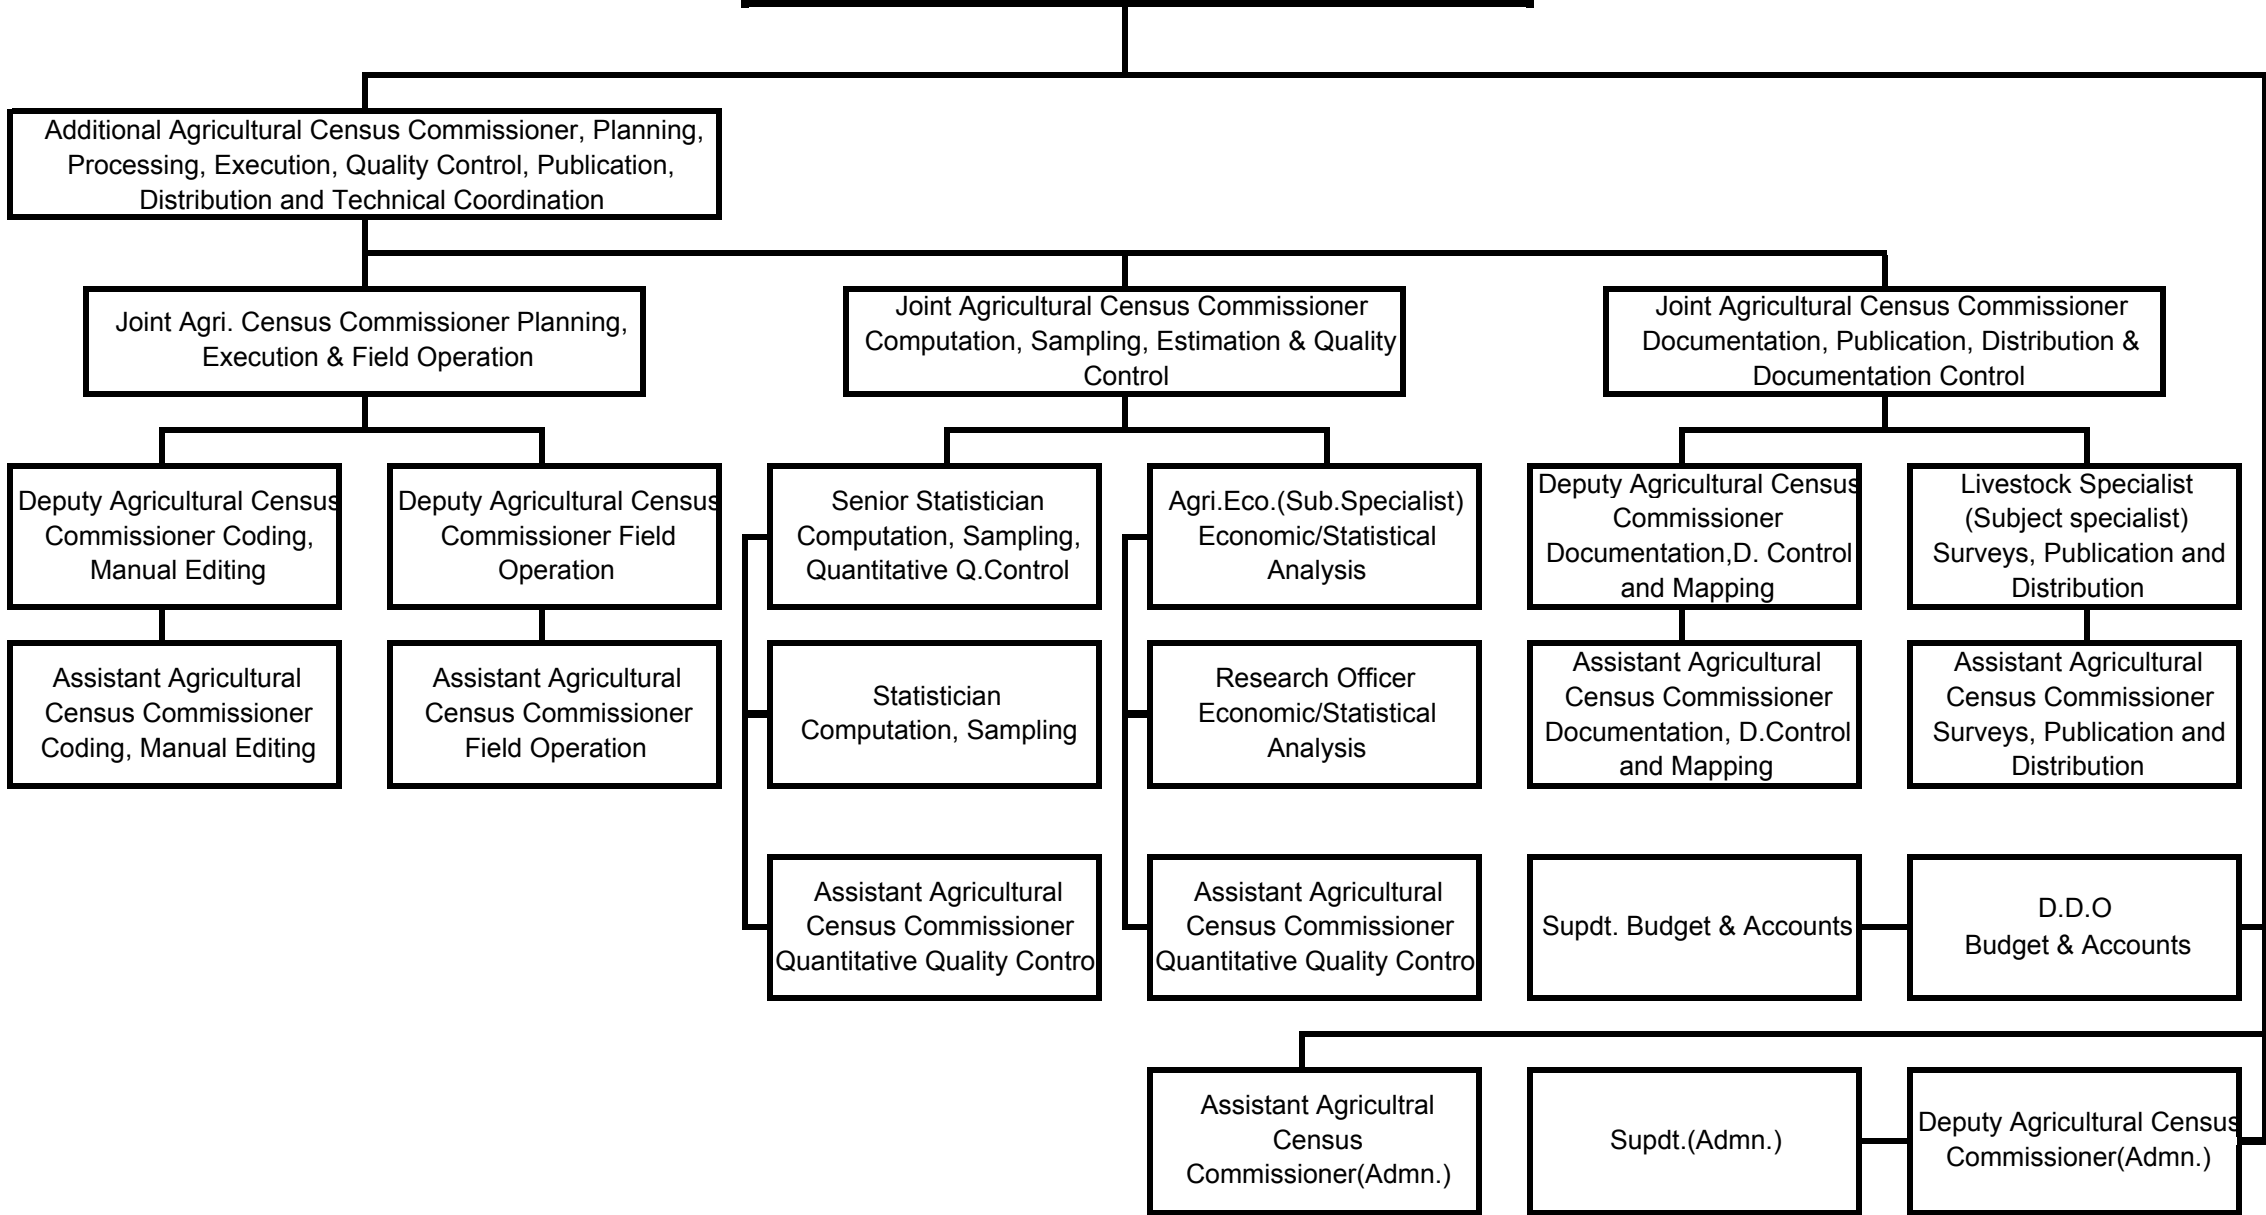 Additional Agricultural Census Commissioner, Planning,
Processing, Execution, Quality Control, Publication,
Distribution and Technical Coordination
Joint Agri. Census Commissioner Planning,
Execution & Field Operation
Joint Agricultural Census Commissioner
Computation, Sampling, Estimation & Quality
Control
Joint Agricultural Census Commissioner
Documentation, Publication, Distribution &
Documentation Control
Deputy Agricultural Census
Commissioner Coding,
Manual Editing
Deputy Agricultural Census
Commissioner Field
Operation
Senior Statistician
Computation, Sampling,
Quantitative Q.Control
Agri.Eco.(Sub.Specialist)
Economic/Statistical
Analysis
Deputy Agricultural Census
Commissioner
Documentation,D. Control
and Mapping
Livestock Specialist
(Subject specialist)
Surveys, Publication and
Distribution
Assistant Agricultural
Census Commissioner
Coding, Manual Editing
Assistant Agricultural
Census Commissioner
Field Operation
Statistician
Computation, Sampling
Research Officer
Economic/Statistical
Analysis
Assistant Agricultural
Census Commissioner
Documentation, D.Control
and Mapping
Assistant Agricultural
Census Commissioner
Surveys, Publication and
Distribution
Assistant Agricultural
Census Commissioner
Quantitative Quality Contro
Assistant Agricultural
Census Commissioner
Quantitative Quality Contro
Supdt. Budget & Accounts
D.D.O
Budget & Accounts
Assistant Agricultral
Census
Commissioner(Admn.)
Supdt.(Admn.)
Deputy Agricultural Census
Commissioner(Admn.)